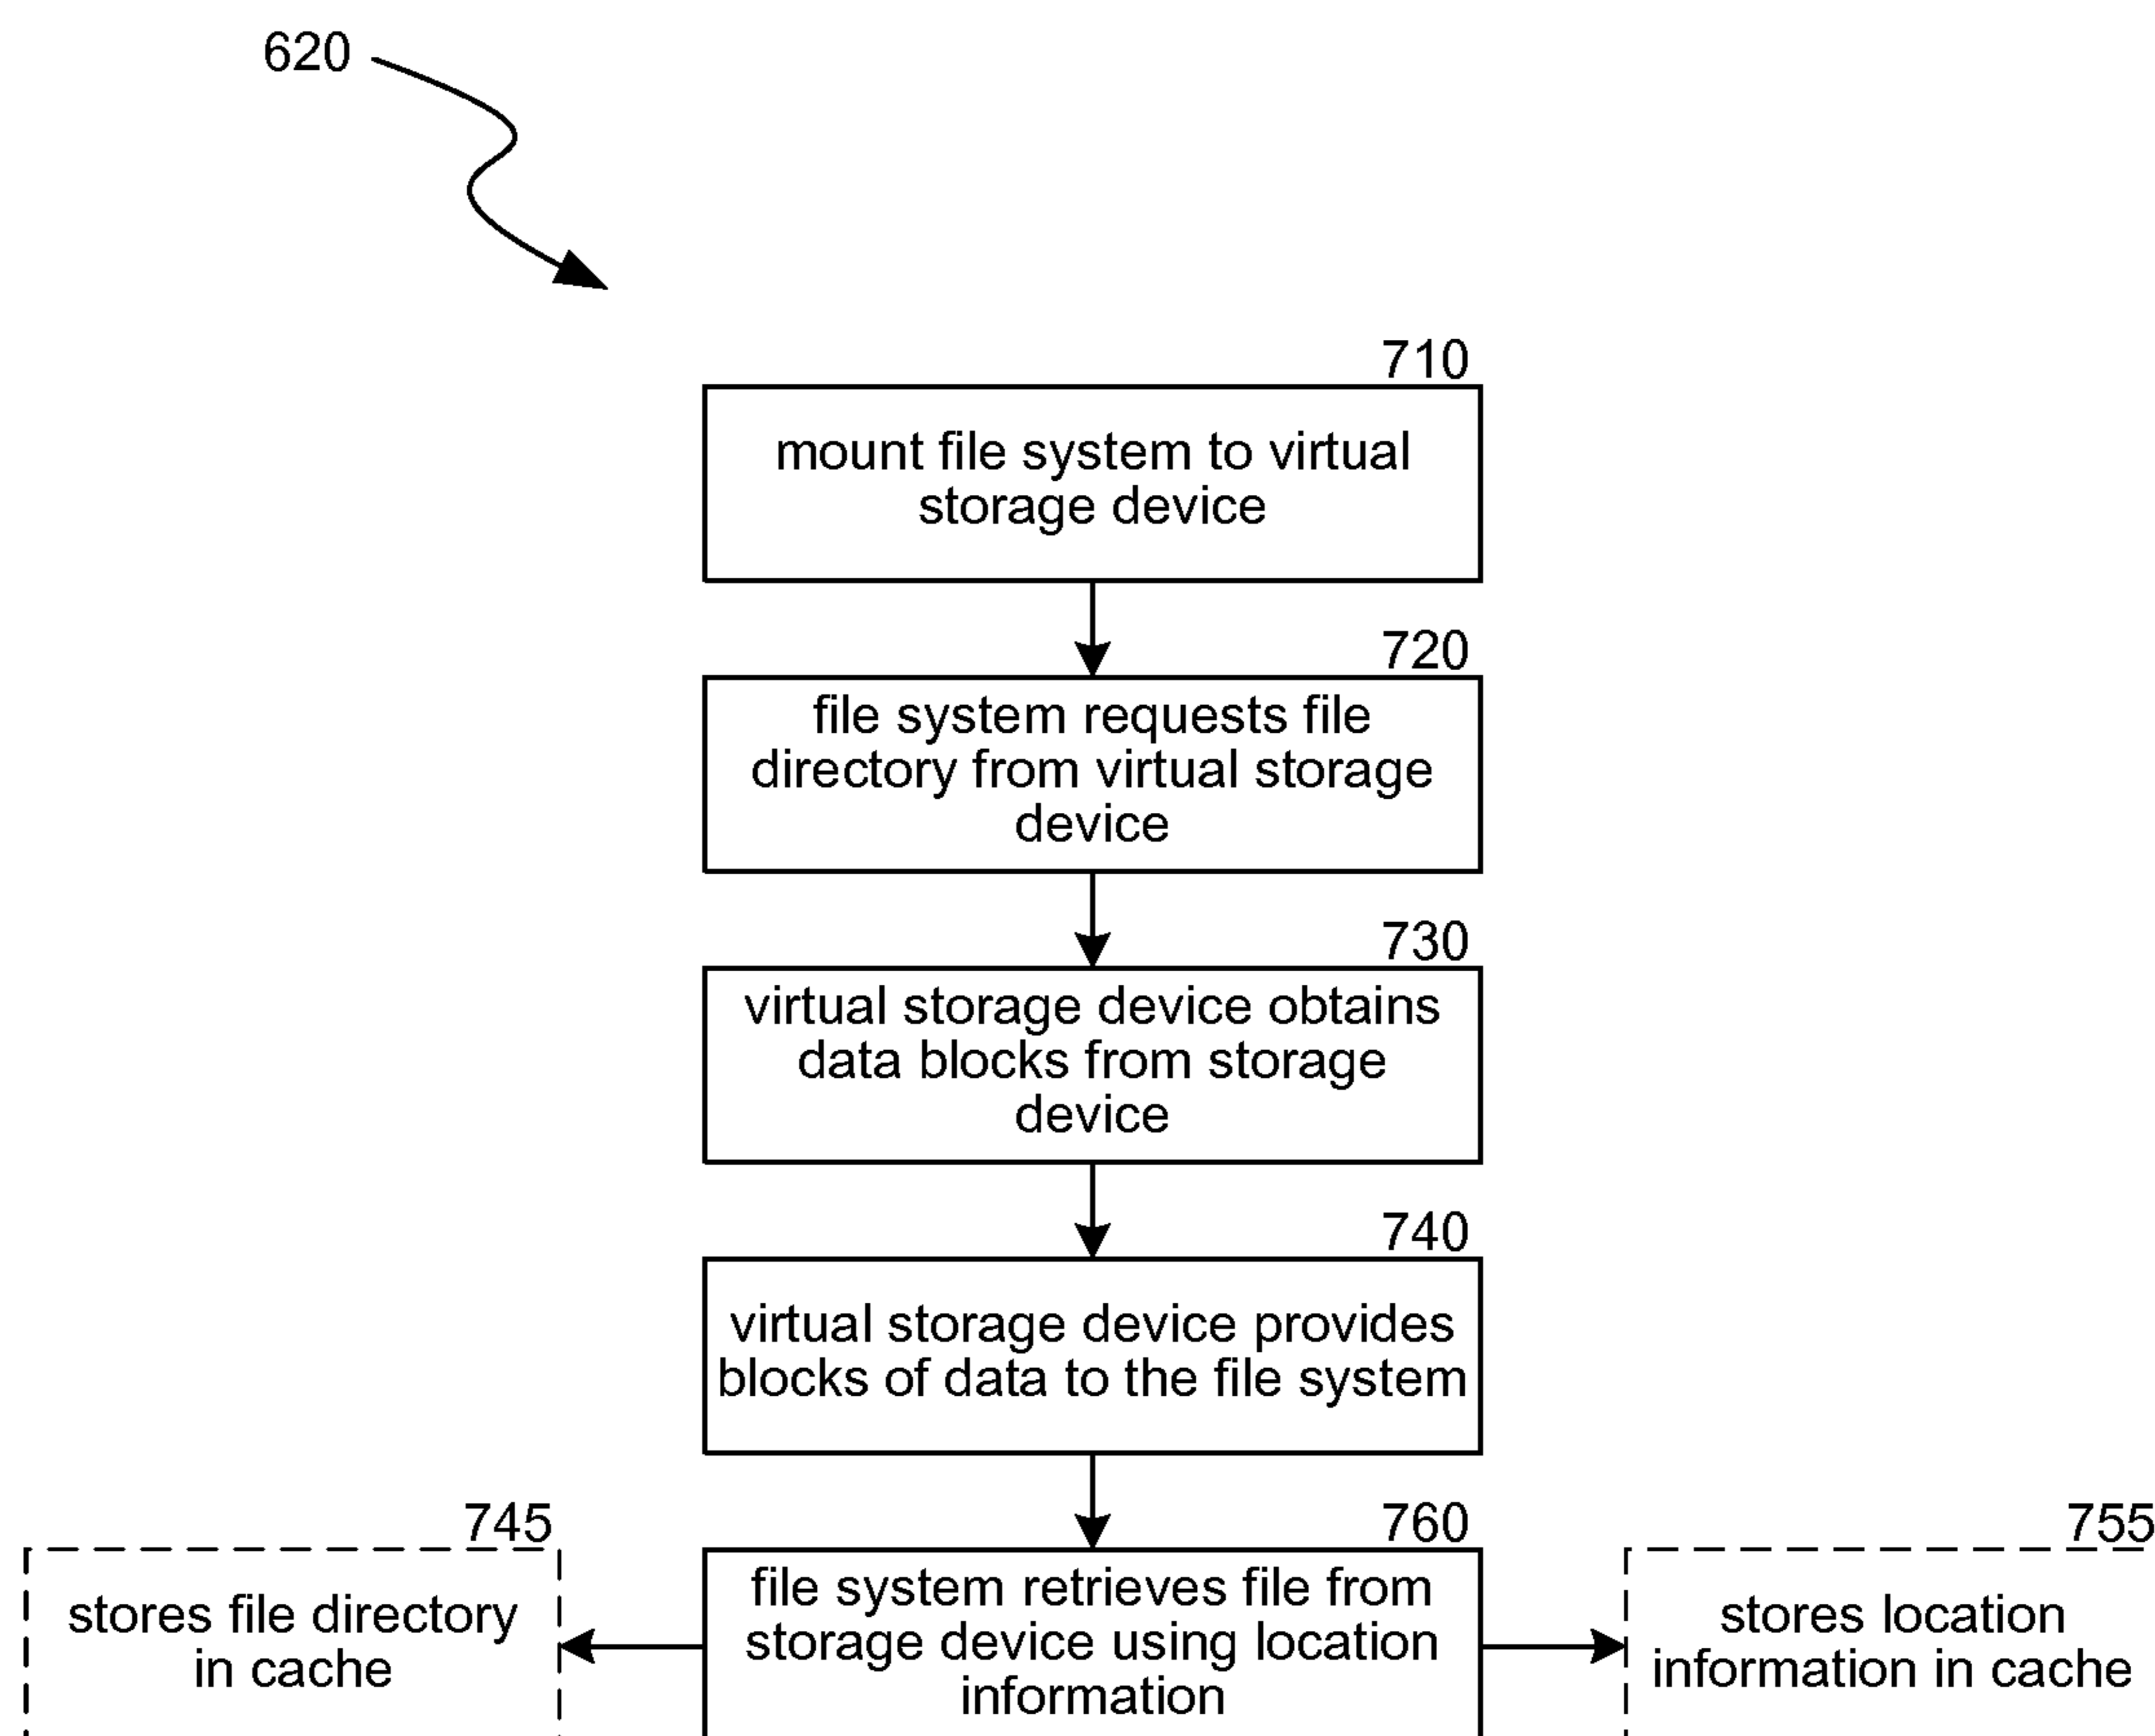 620
710
mount file system to virtual
storage device
720
file system requests file
directory from virtual storage
device
730
virtual storage device obtains
data blocks from storage
device
740
virtual storage device provides
blocks of data to the file system
745
stores file directory
in cache
760
file system retrieves file from
storage device using location
information
755
stores location
information in cache